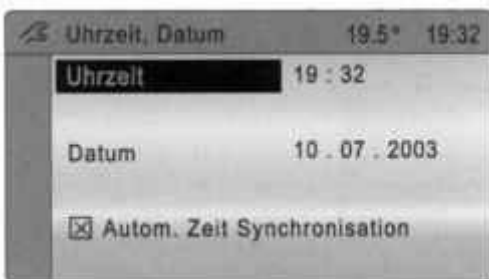 Uhrzeit, Datum 19.5° 19:32
Uhrzeit 19 : 32
Datum 10 . 07 . 2003
Autom. Zeit Synchronisation